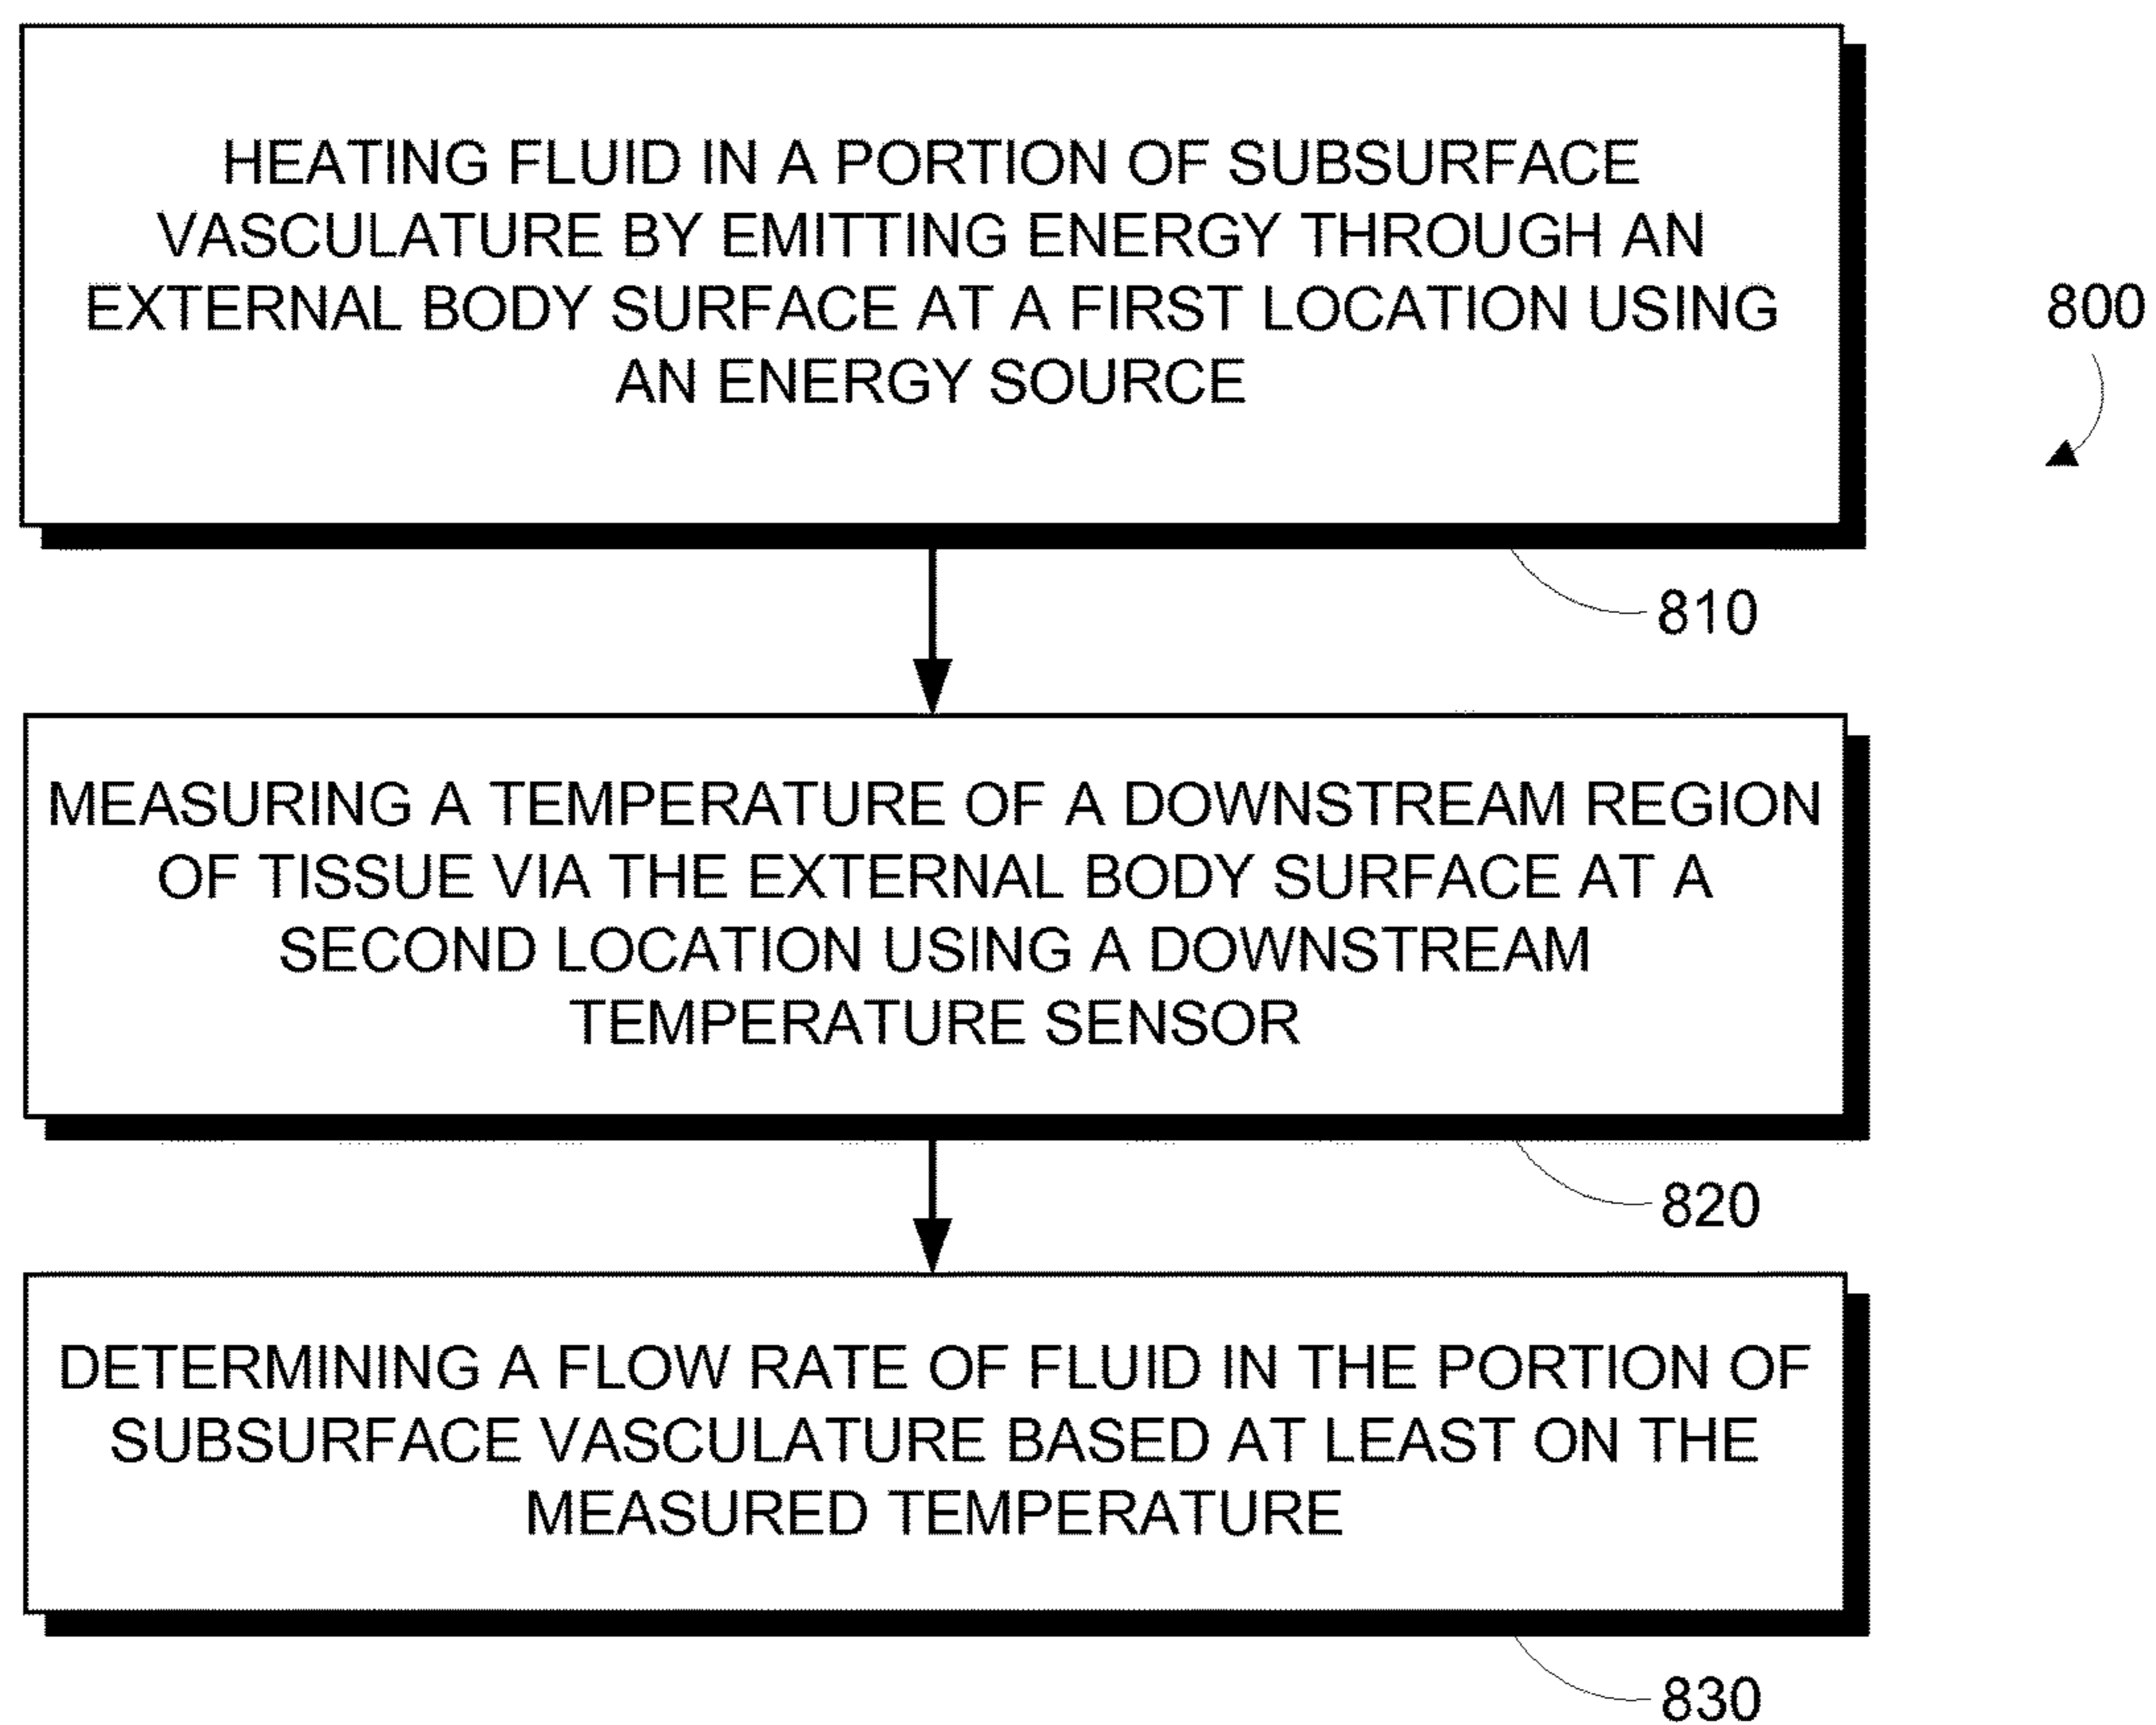 HEATING FLUID IN A PORTION OF SUBSURFACE
VASCULATURE BY EMITTING ENERGY THROUGH AN
EXTERNAL BODY SURFACE AT A FIRST LOCATION USING
AN ENERGY SOURCE
800
810
MEASURING A TEMPERATURE OF A DOWNSTREAM REGION
OF TISSUE VIA THE EXTERNAL BODY SURFACE AT A
SECOND LOCATION USING A DOWNSTREAM
TEMPERATURE SENSOR
820
DETERMINING A FLOW RATE OF FLUID IN THE PORTION OF
SUBSURFACE VASCULATURE BASED AT LEAST ON THE
MEASURED TEMPERATURE
830